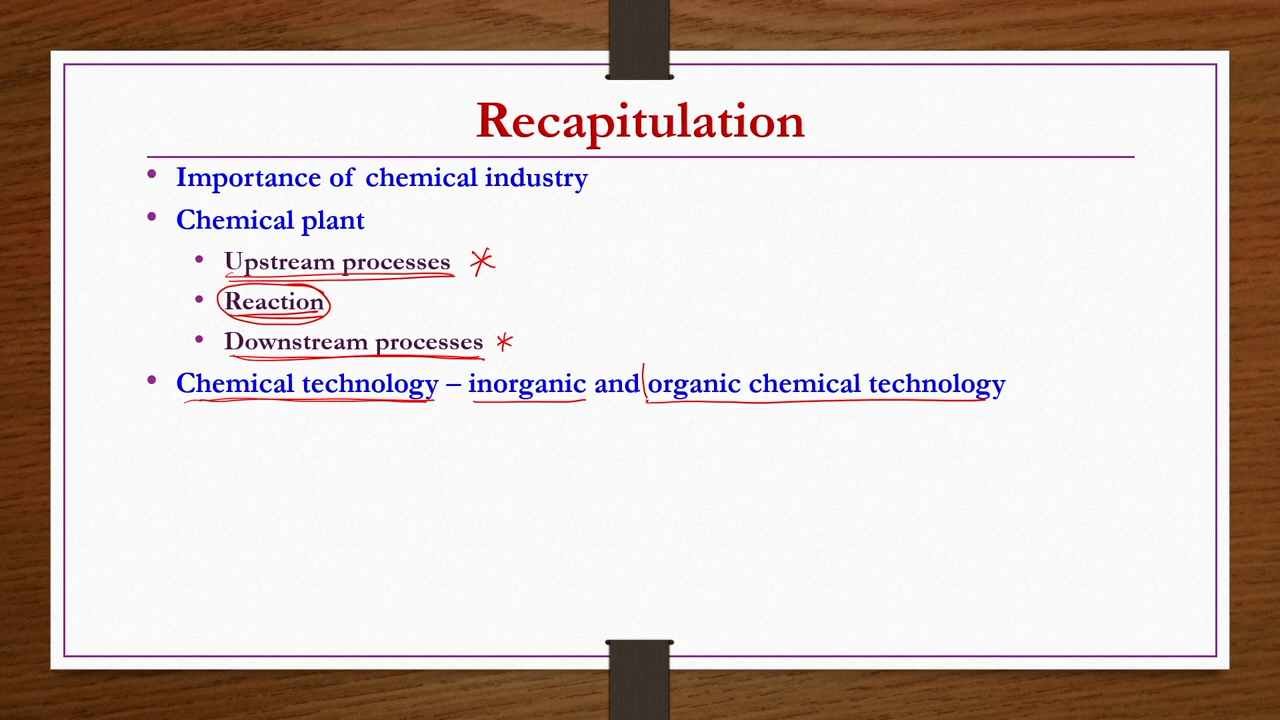 Recapitulation
• Importance of chemical industry
• Chemical plant
• Upstream processes *
• Reaction
• Downstream processes *
• Chemical technology – inorganic and organic chemical technology